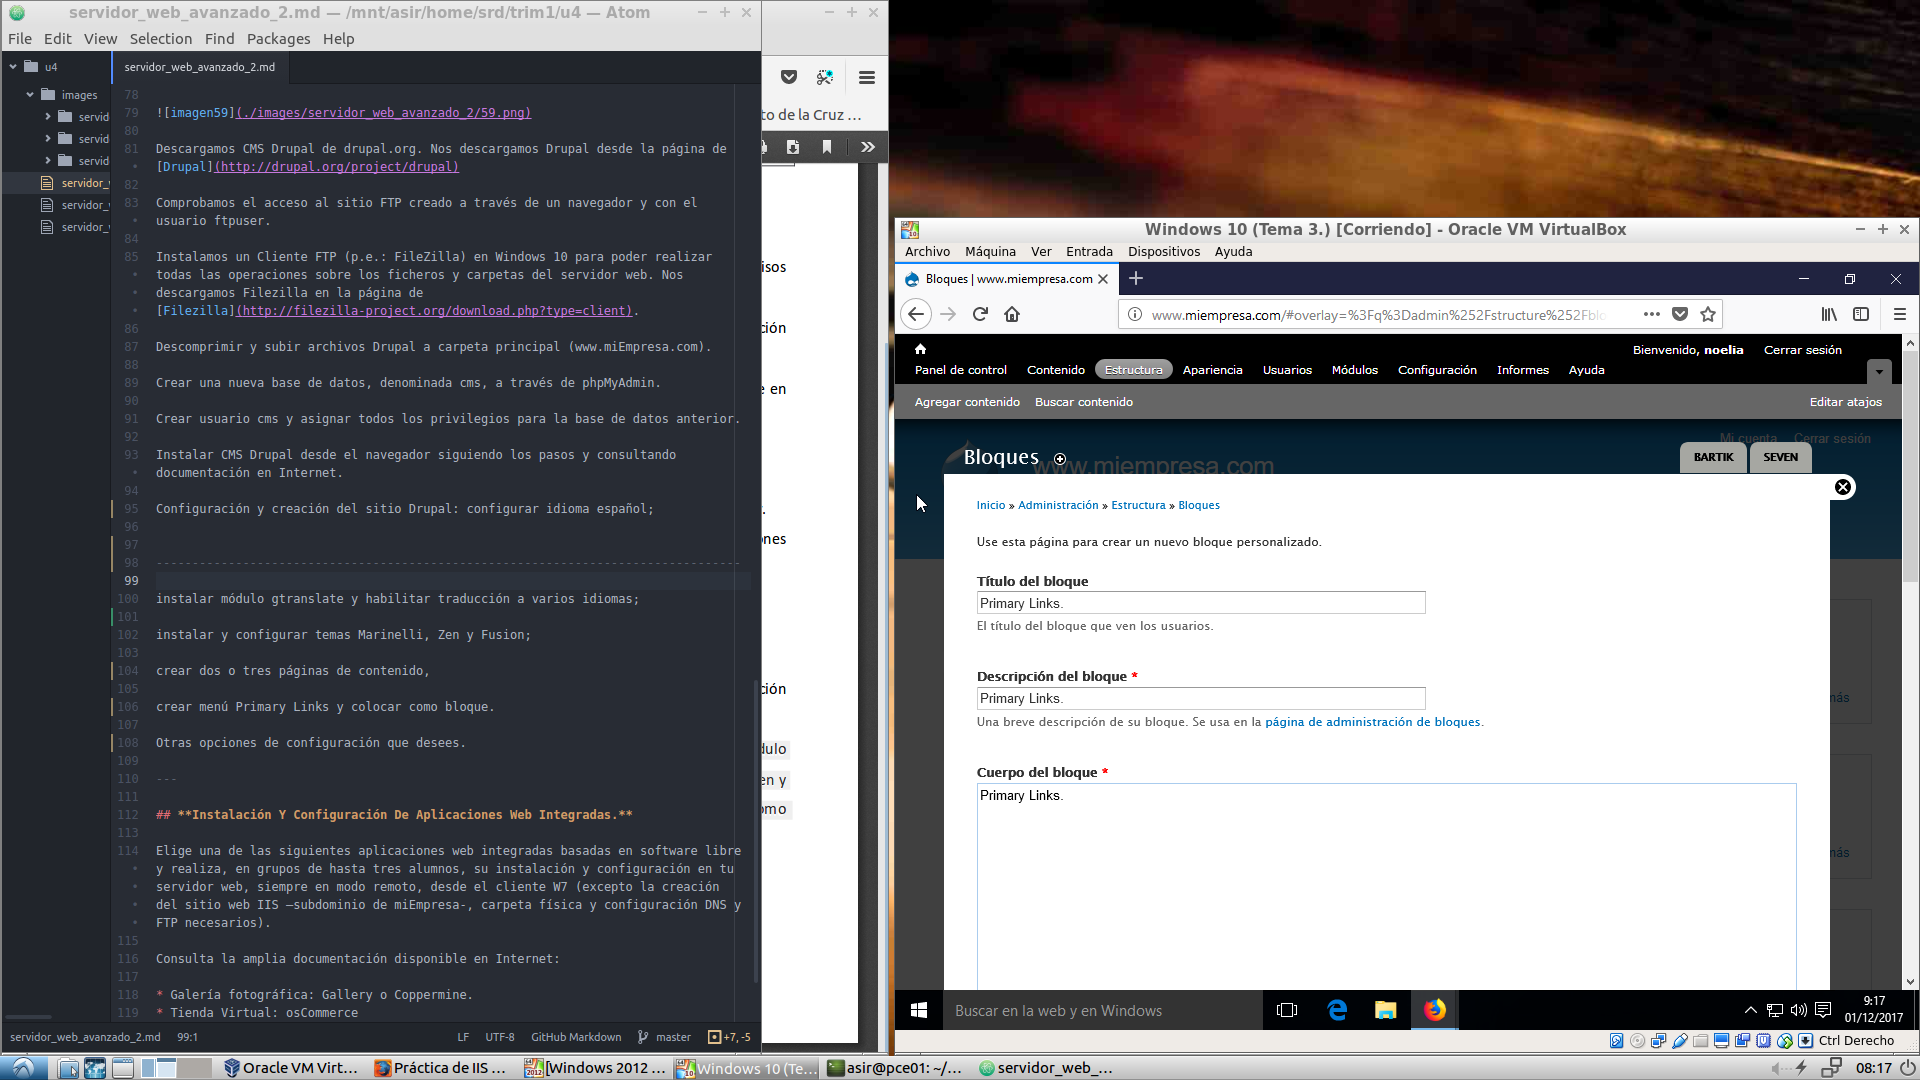 servidor_web_avanzado_2.md — /mnt/asir/home/srd/trim1/u4 — Atom
File Edit View Selection Find Packages Help
u4
images
servid
servid
servid
servidor_
servidor_
servidor_
servidor_web_avanzado_2.md
78
79 ![imagen59](./images/servidor_web_avanzado_2/59.png)
80
81 Descargamos CMS Drupal de drupal.org. Nos descargamos Drupal desde la página de
[Drupal](http://drupal.org/project/drupal)
82
83 Comprobamos el acceso al sitio FTP creado a través de un navegador y con el
usuario ftpuser.
84
85 Instalamos un Cliente FTP (p.e.: FileZilla) en Windows 10 para poder realizar
todas las operaciones sobre los ficheros y carpetas del servidor web. Nos
descargamos Filezilla en la página de
[Filezilla](http://filezilla-project.org/download.php?type=client).
86
87 Descomprimir y subir archivos Drupal a carpeta principal (www.miEmpresa.com).
88
89 Crear una nueva base de datos, denominada cms, a través de phpMyAdmin.
90
91 Crear usuario cms y asignar todos los privilegios para la base de datos anterior.
92
93 Instalar CMS Drupal desde el navegador siguiendo los pasos y consultando
documentación en Internet.
94
95 Configuración y creación del sitio Drupal: configurar idioma español;
96
97
98 ---------------------------------------------------------------------------------
99
100 instalar módulo gtranslate y habilitar traducción a varios idiomas;
101
102 instalar y configurar temas Marinelli, Zen y Fusion;
103
104 crear dos o tres páginas de contenido,
105
106 crear menú Primary Links y colocar como bloque.
107
108 Otras opciones de configuración que desees.
109
110 ---
111
112 ## **Instalación Y Configuración De Aplicaciones Web Integradas.**
113
114 Elige una de las siguientes aplicaciones web integradas basadas en software libre
y realiza, en grupos de hasta tres alumnos, su instalación y configuración en tu
servidor web, siempre en modo remoto, desde el cliente W7 (excepto la creación
del sitio web IIS –subdominio de miEmpresa-, carpeta física y configuración DNS y
FTP necesarios).
115
116 Consulta la amplia documentación disponible en Internet:
117
118 * Galería fotográfica: Gallery o Coppermine.
119 * Tienda Virtual: osCommerce
servidor_web_avanzado_2.md 99:1 LF UTF-8 GitHub Markdown master +7, -5
to de la Cruz ...
isos
ción
e en
.
ones
ción
dulo
en y
omo
Windows 10 (Tema 3.) [Corriendo] - Oracle VM VirtualBox
Archivo Máquina Ver Entrada Dispositivos Ayuda
Bloques | www.miempresa.com
www.miempresa.com/#overlay=%3Fq%3Dadmin%252Fstructure%252Fblo
Bienvenido, noelia Cerrar sesión
Panel de control Contenido Estructura Apariencia Usuarios Módulos Configuración Informes Ayuda
Agregar contenido Buscar contenido Editar atajos
Mi cuenta Cerrar sesión
www.miempresa.com
Bloques BARTIK SEVEN
Inicio » Administración » Estructura » Bloques
Use esta página para crear un nuevo bloque personalizado.
Título del bloque
Primary Links.
El título del bloque que ven los usuarios.
Descripción del bloque *
Primary Links.
Una breve descripción de su bloque. Se usa en la página de administración de bloques.
más
Cuerpo del bloque *
Primary Links.
más
Buscar en la web y en Windows
9:17
01/12/2017
Ctrl Derecho
Oracle VM Virt... Práctica de IIS ... [Windows 2012 ... Windows 10 (Te... asir@pce01: ~/... servidor_web_...
08:17